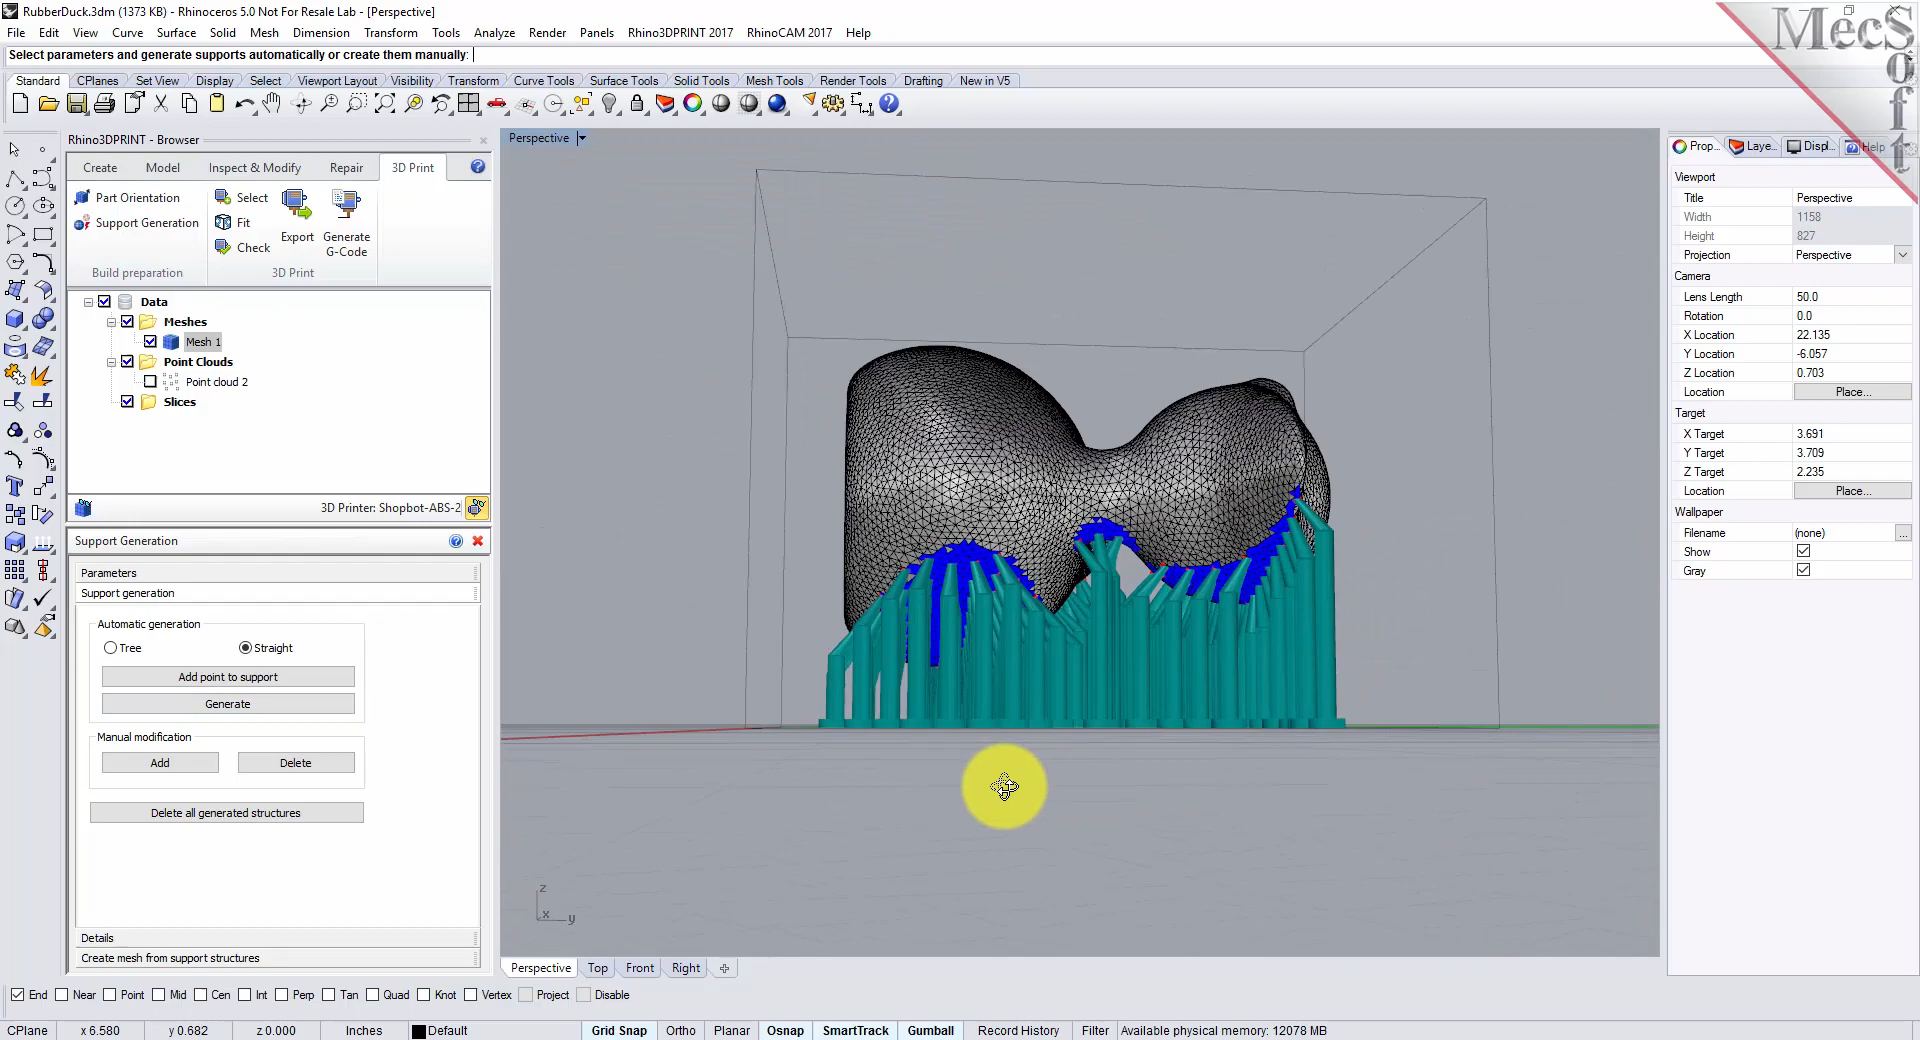 RubberDuck.3dm (1373 KB) - Rhinoceros 5.0 Not For Resale Lab - [Perspective]
File Edit View Curve Surface Solid Mesh Dimension Transform Tools Analyze Render Panels Rhino3DPRINT 2017 RhinoCAM 2017 Help
Select parameters and generate supports automatically or create them manually:
Standard CPlanes Set View Display Select Viewport Layout Visibility Transform Curve Tools Surface Tools Solid Tools Mesh Tools Render Tools Drafting New in V5
MecSoft
Rhino3DPRINT - Browser
Create Model Inspect & Modify Repair 3D Print
Part Orientation
Support Generation
Build preparation
Select
Fit
Check
Export
Generate
G-Code
3D Print
Data
Meshes
Mesh 1
Point Clouds
Point cloud 2
Slices
3D Printer: Shopbot-ABS-2
Support Generation
Parameters
Support generation
Automatic generation
Tree Straight
Add point to support
Generate
Manual modification
Add Delete
Delete all generated structures
Details
Create mesh from support structures
Perspective
z
x y
Perspective Top Front Right
Prop... Laye... Displ... Help
Viewport
Title Perspective
Width 1158
Height 827
Projection Perspective
Camera
Lens Length 50.0
Rotation 0.0
X Location 22.135
Y Location -6.057
Z Location 0.703
Location Place...
Target
X Target 3.691
Y Target 3.709
Z Target 2.235
Location Place...
Wallpaper
Filename (none) ...
Show
Gray
End Near Point Mid Cen Int Perp Tan Quad Knot Vertex Project Disable
CPlane x 6.580 y 0.682 z 0.000 Inches Default Grid Snap Ortho Planar Osnap SmartTrack Gumball Record History Filter Available physical memory: 12078 MB